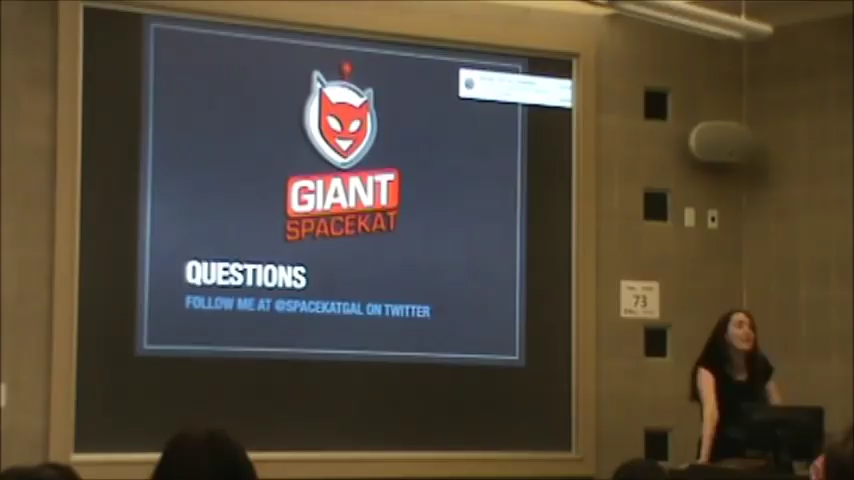 GIANT
SPACEKAT
QUESTIONS
FOLLOW ME AT @SPACEKATGAL ON TWITTER
73